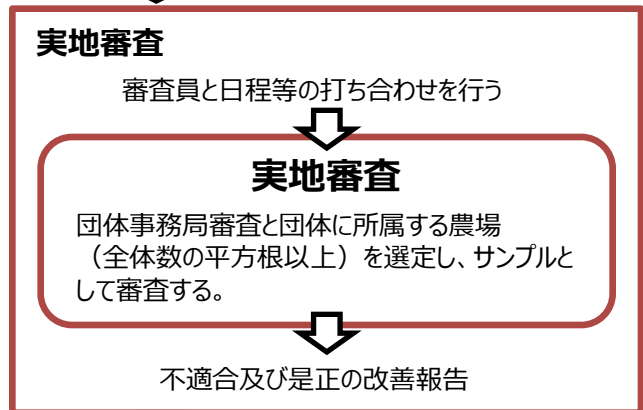 実地審査
審査員と日程等の打ち合わせを行う
実地審査
団体事務局審査と団体に所属する農場
（全体数の平方根以上）を選定し、サンプルと
して審査する。
不適合及び是正の改善報告